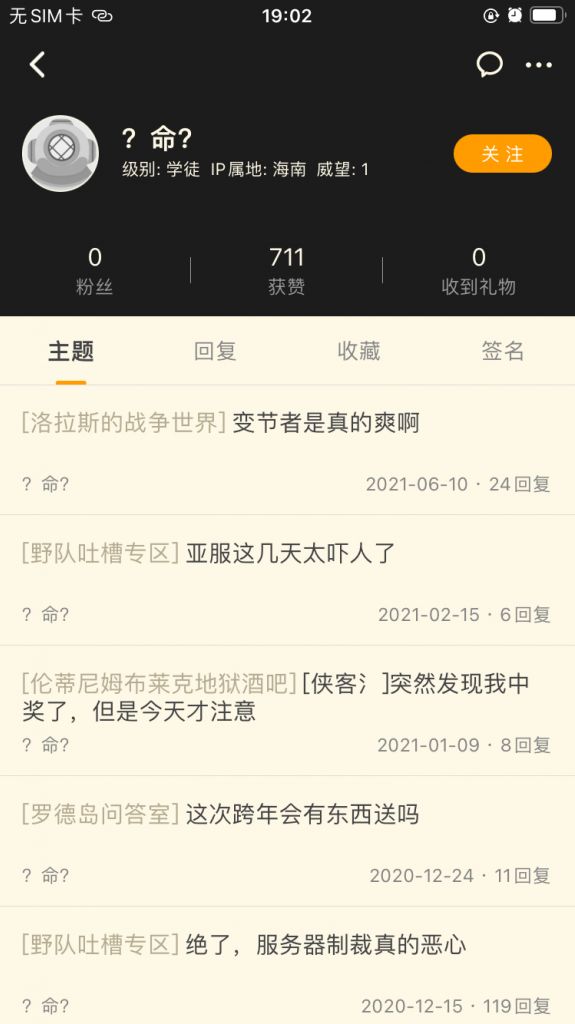 无SIM卡
19:02
？命?
级别: 学徒 IP属地: 海南 威望: 1
关注
0
711
0
粉丝
获赞
收到礼物
主题
回复
收藏
签名
[洛拉斯的战争世界] 变节者是真的爽啊
？命?
2021-06-10 · 24回复
[野队吐槽专区] 亚服这几天太吓人了
？命?
2021-02-15 · 6回复
[伦蒂尼姆布莱克地狱酒吧] [侠客氵]突然发现我中
奖了，但是今天才注意
？命?
2021-01-09 · 8回复
[罗德岛问答室] 这次跨年会有东西送吗
？命?
2020-12-24 · 11回复
[野队吐槽专区] 绝了，服务器制裁真的恶心
？命?
2020-12-15 · 119回复